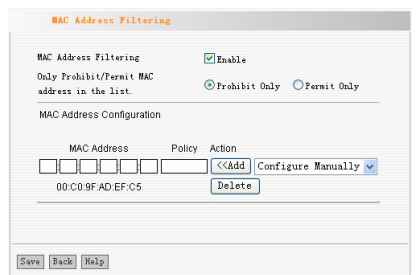 MAC Address Filtering
MAC Address Filtering Enable
Only Prohibit/Permit MAC
address in the list. Prohibit Only Permit Only
MAC Address Configuration
MAC Address Policy Action
<<Add Configure Manually
00:C0:9F:AD:EF:C5 Delete
Save Back Help